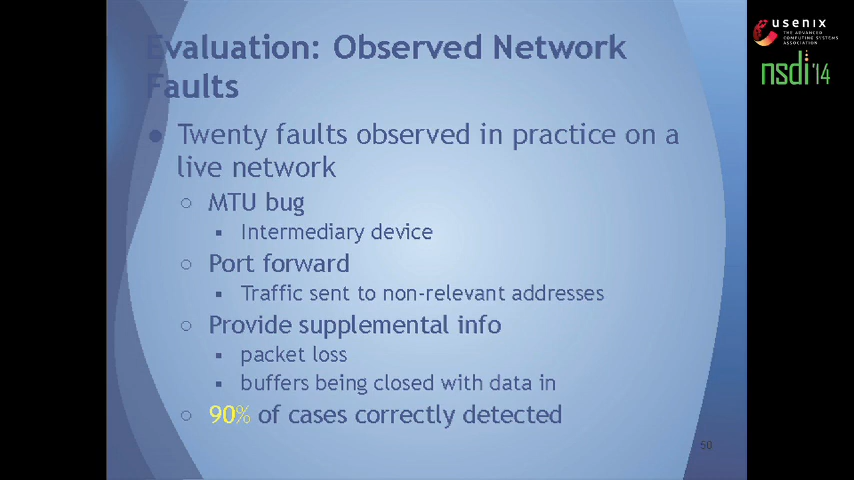 Evaluation: Observed Network
Faults
● Twenty faults observed in practice on a
live network
○ MTU bug
▪ Intermediary device
○ Port forward
▪ Traffic sent to non-relevant addresses
○ Provide supplemental info
▪ packet loss
▪ buffers being closed with data in
○ 90% of cases correctly detected
50
usenix
THE ADVANCED
COMPUTING SYSTEMS
ASSOCIATION
nsdi '14